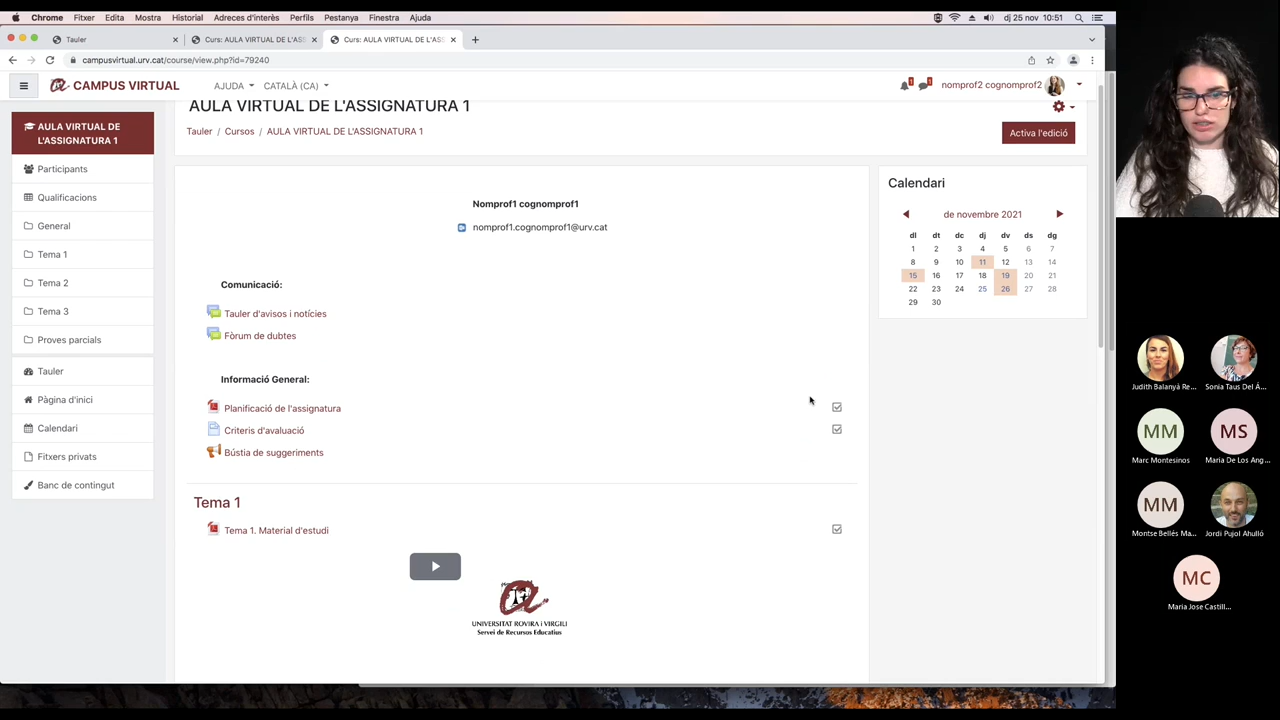 Chrome Fitxer Edita Mostra Historial Adreces d'interès Perfils Pestanya Finestra Ajuda dj 25 nov 10:51
Tauler Curs: AULA VIRTUAL DE L'ASS Curs: AULA VIRTUAL DE L'ASS
campusvirtual.urv.cat/course/view.php?id=79240
CAMPUS VIRTUAL AJUDA CATALÀ (CA) 1 1 nomprof2 cognomprof2
AULA VIRTUAL DE L'ASSIGNATURA 1
Tauler / Cursos / AULA VIRTUAL DE L'ASSIGNATURA 1
Activa l'edició
AULA VIRTUAL DE
L'ASSIGNATURA 1
Participants
Qualificacions
General
Tema 1
Tema 2
Tema 3
Proves parcials
Tauler
Pàgina d'inici
Calendari
Fitxers privats
Banc de contingut
Nomprof1 cognomprof1
nomprof1.cognomprof1@urv.cat
Comunicació:
Tauler d'avisos i notícies
Fòrum de dubtes
Informació General:
Planificació de l'assignatura
Criteris d'avaluació
Bústia de suggeriments
Tema 1
Tema 1. Material d'estudi
UNIVERSITAT ROVIRA i VIRGILI
Servei de Recursos Educatius
Calendari
de novembre 2021
dl dt dc dj dv ds dg
1 2 3 4 5 6 7
8 9 10 11 12 13 14
15 16 17 18 19 20 21
22 23 24 25 26 27 28
29 30
Judith Balanyà Re... Sonia Taus Del Á...
MM MS
Marc Montesinos Maria De Los Ang...
MM
Montse Bellés Ma... Jordi Pujol Ahulló
MC
Maria Jose Castill...